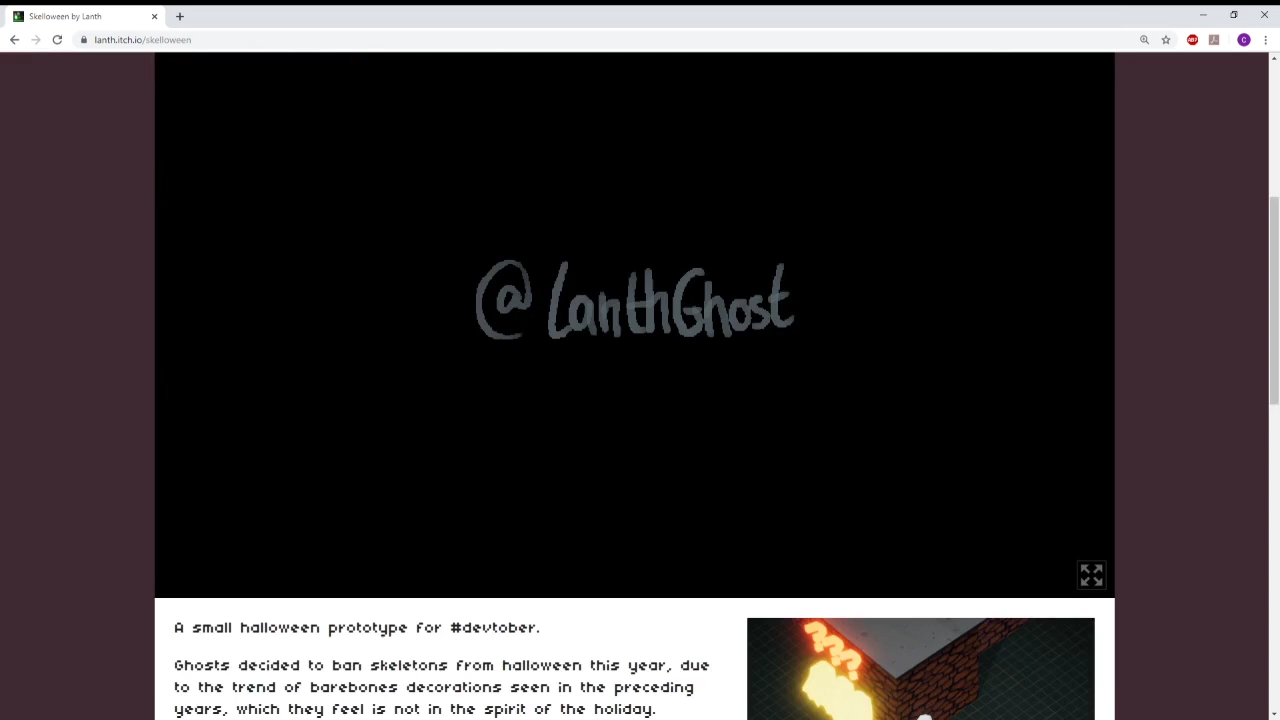 Skelloween by Lanth
lanth.itch.io/skelloween
ABP
C
@LanthGhost
A small halloween prototype for #devtober.
Ghosts decided to ban skeletons from halloween this year, due
to the trend of barebones decorations seen in the preceding
years, which they feel is not in the spirit of the holiday.
???